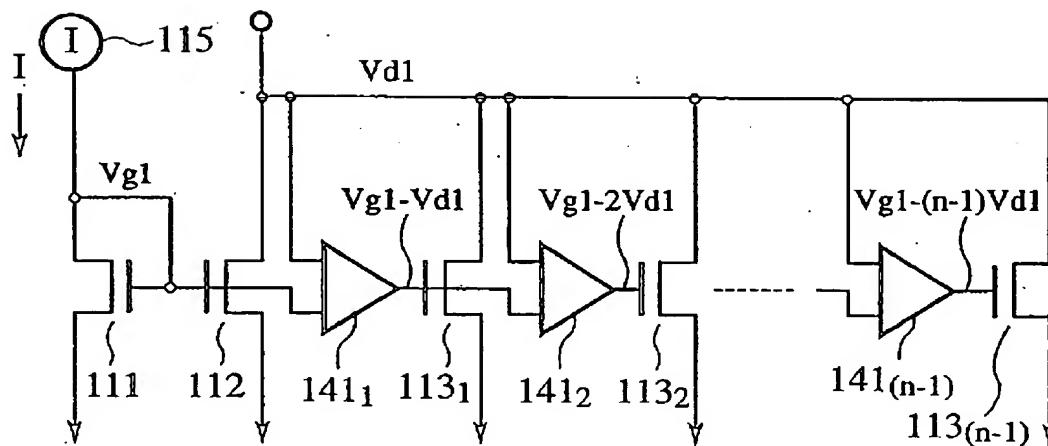 I
I
115
Vd1
Vg1
Vg1-Vd1
Vg1-2Vd1
Vg1-(n-1)Vd1
111
112
141₁
113₁
141₂
113₂
141(n-1)
113(n-1)